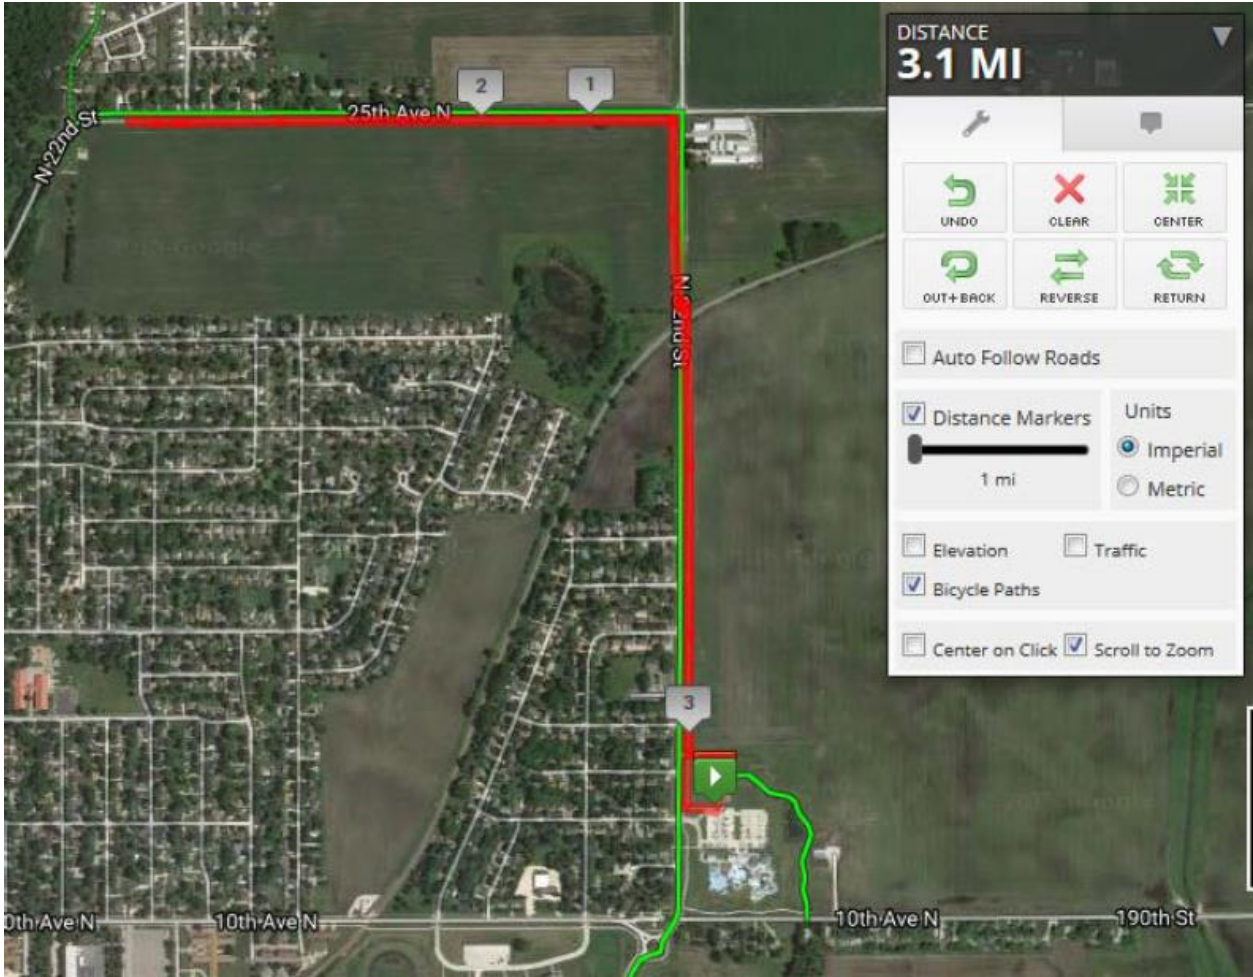 DISTANCE
3.1 MI
2
1
25th Ave N
N 22nd St
UNDO
CLEAR
CENTER
OUT+BACK
REVERSE
RETURN
Auto Follow Roads
Distance Markers
1 mi
Units
Imperial
Metric
Elevation
Traffic
Bicycle Paths
Center on Click
Scroll to Zoom
3
0th Ave N
10th Ave N
10th Ave N
190th St